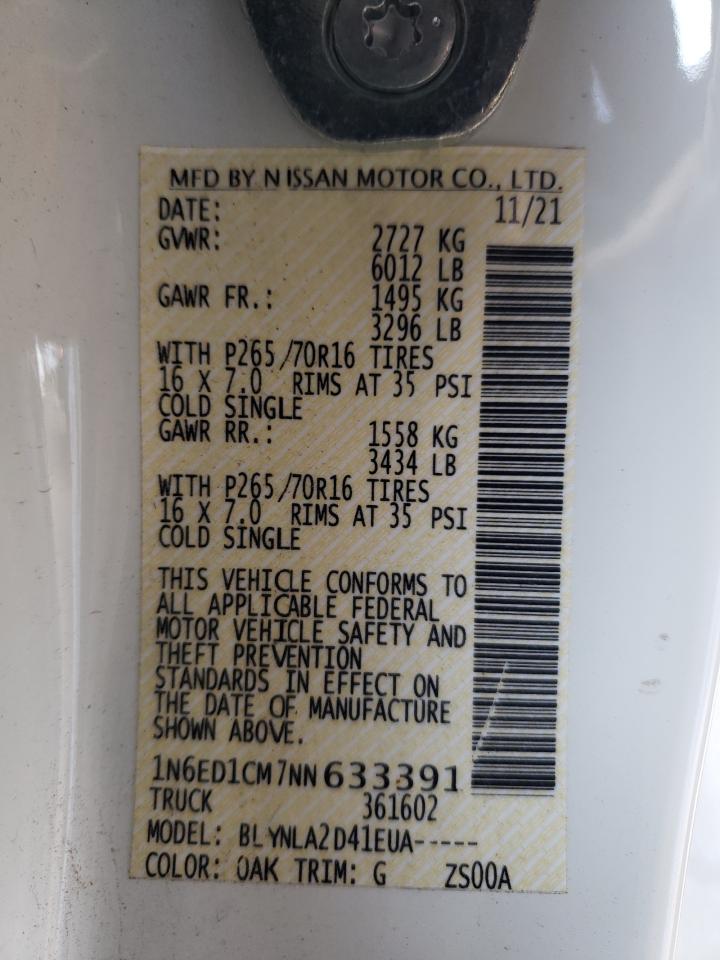 MFD BY NISSAN MOTOR CO., LTD.
DATE: 11/21
GVWR: 2727 KG
6012 LB
GAWR FR.: 1495 KG
3296 LB
WITH P265/70R16 TIRES
16 X 7.0 RIMS AT 35 PSI
COLD SINGLE
GAWR RR.: 1558 KG
3434 LB
WITH P265/70R16 TIRES
16 X 7.0 RIMS AT 35 PSI
COLD SINGLE
THIS VEHICLE CONFORMS TO
ALL APPLICABLE FEDERAL
MOTOR VEHICLE SAFETY AND
THEFT PREVENTION
STANDARDS IN EFFECT ON
THE DATE OF MANUFACTURE
SHOWN ABOVE.
1N6ED1CM7NN633391
TRUCK 361602
MODEL: BLYNLA2D41EUA-----
COLOR: QAK TRIM: G ZS00A